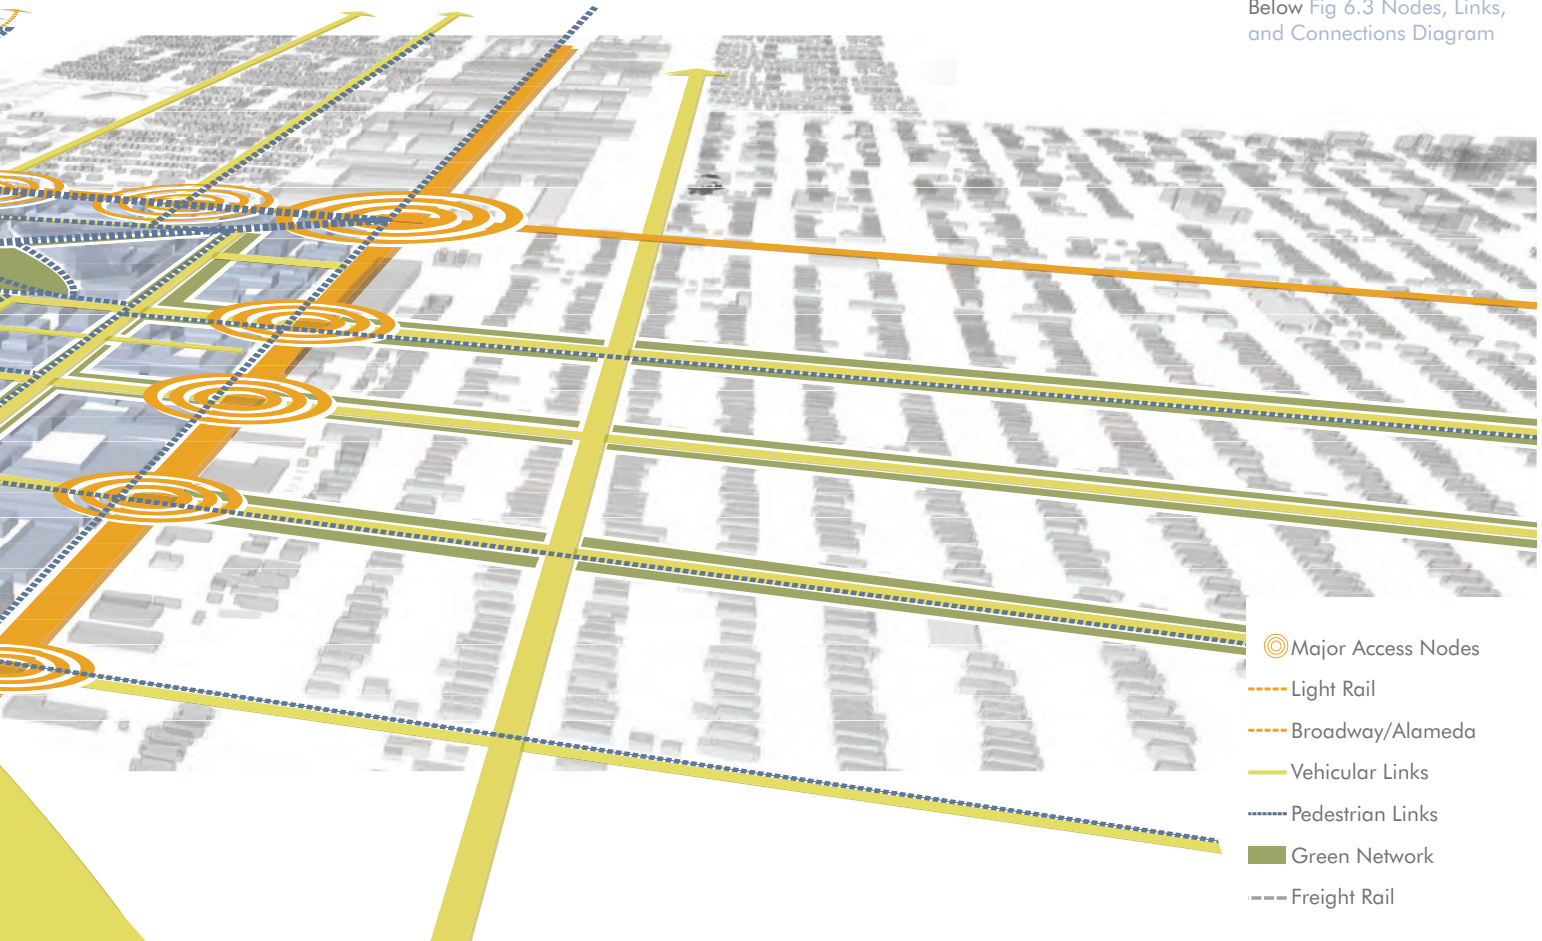 Below Fig 6.3 Nodes, Links,
and Connections Diagram
Major Access Nodes
Light Rail
Broadway/Alameda
Vehicular Links
Pedestrian Links
Green Network
Freight Rail